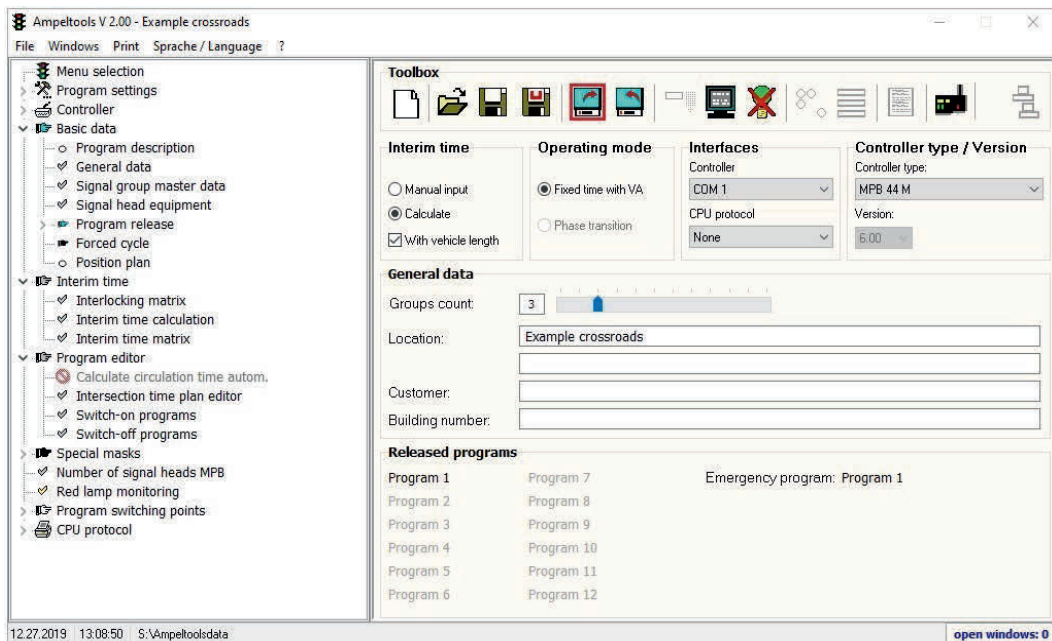 Ampeltools V 2.00 - Example crossroads
File Windows Print Sprache / Language ?
Menu selection
Program settings
Controller
Basic data
Program description
General data
Signal group master data
Signal head equipment
Program release
Forced cycle
Position plan
Interim time
Interlocking matrix
Interim time calculation
Interim time matrix
Program editor
Calculate circulation time autom.
Intersection time plan editor
Switch-on programs
Switch-off programs
Special masks
Number of signal heads MPB
Red lamp monitoring
Program switching points
CPU protocol
Toolbox
Interim time
Manual input
Calculate
With vehicle length
Operating mode
Fixed time with VA
Phase transition
Interfaces
Controller
COM 1
CPU protocol
None
Controller type / Version
Controller type:
MPB 44 M
Version:
6.00
General data
Groups count: 3
Location: Example crossroads
Customer:
Building number:
Released programs
Program 1 Program 7 Emergency program: Program 1
Program 2 Program 8
Program 3 Program 9
Program 4 Program 10
Program 5 Program 11
Program 6 Program 12
12.27.2019 13:08:50 S:\Ampeltoolsdata open windows: 0